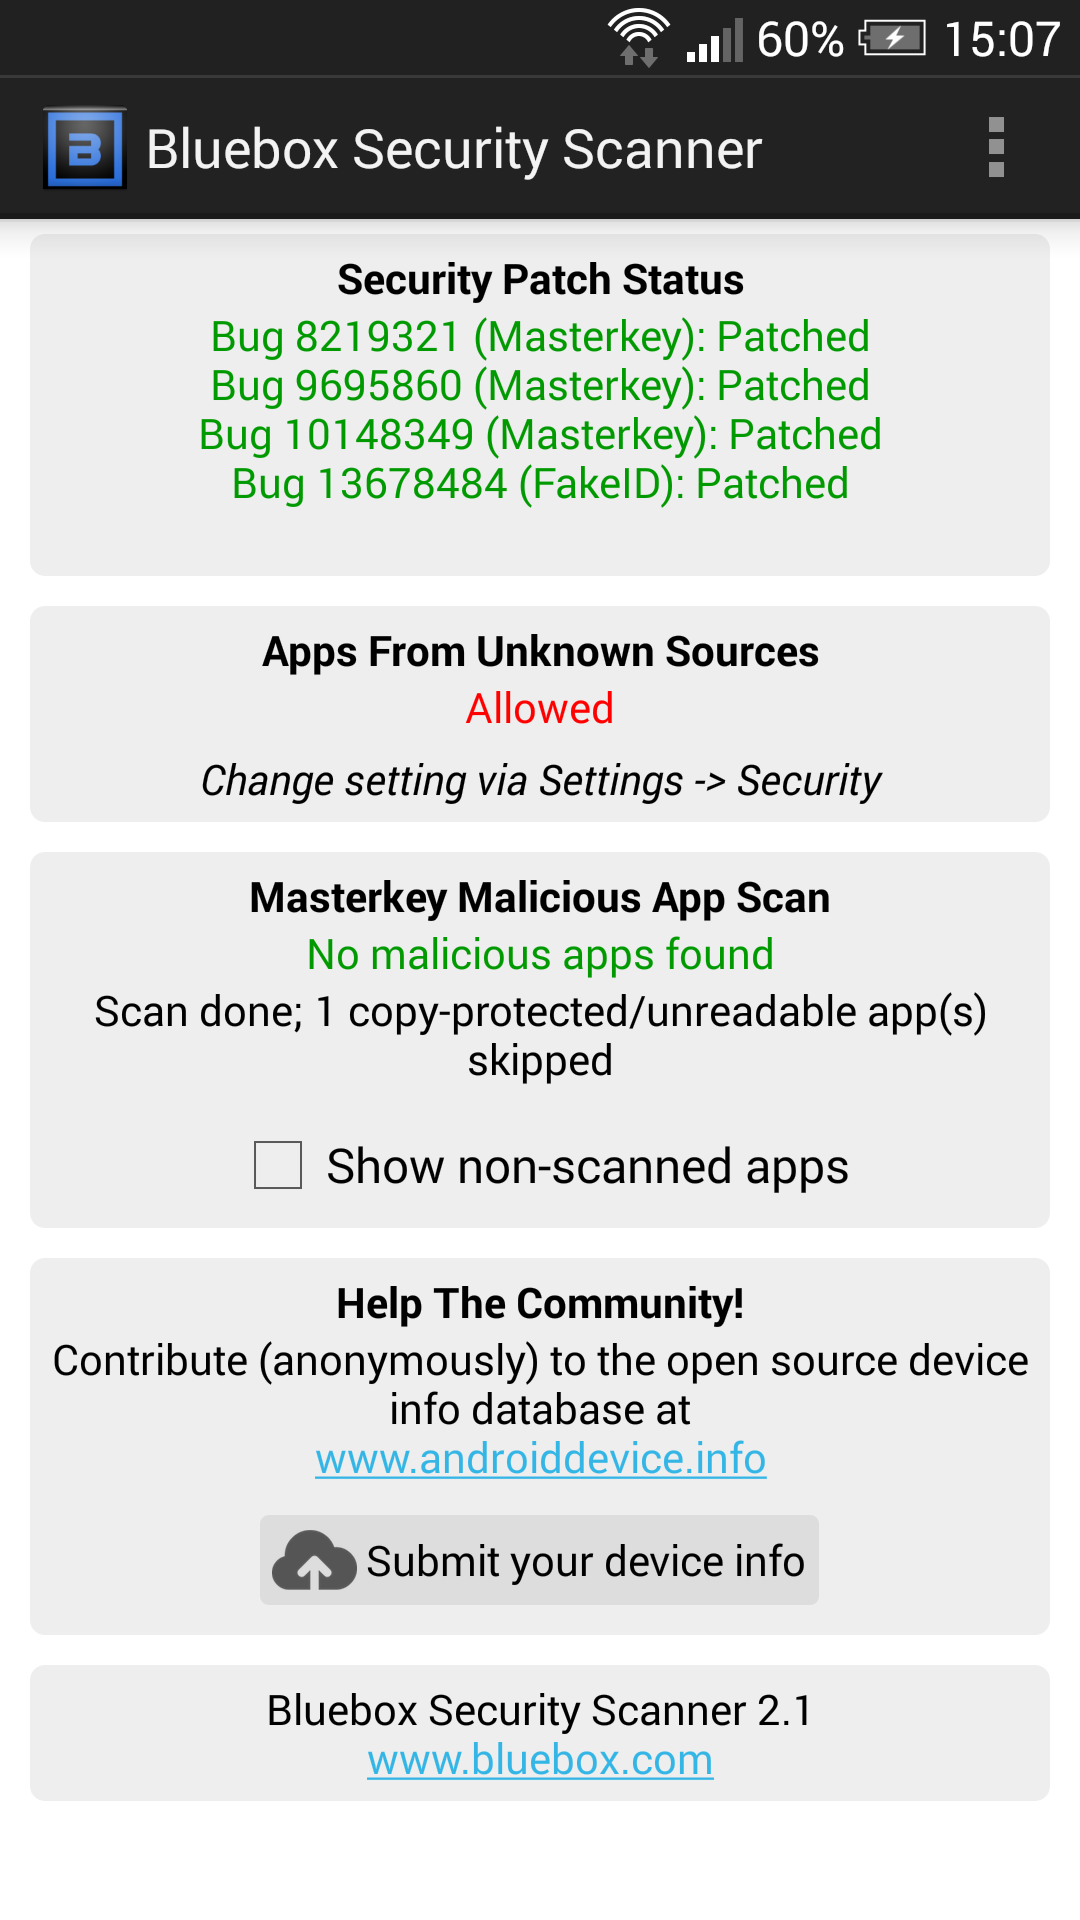 60% 15:07
B Bluebox Security Scanner
Security Patch Status
Bug 8219321 (Masterkey): Patched
Bug 9695860 (Masterkey): Patched
Bug 10148349 (Masterkey): Patched
Bug 13678484 (FakeID): Patched
Apps From Unknown Sources
Allowed
Change setting via Settings -> Security
Masterkey Malicious App Scan
No malicious apps found
Scan done; 1 copy-protected/unreadable app(s)
skipped
Show non-scanned apps
Help The Community!
Contribute (anonymously) to the open source device
info database at
www.androiddevice.info
Submit your device info
Bluebox Security Scanner 2.1
www.bluebox.com